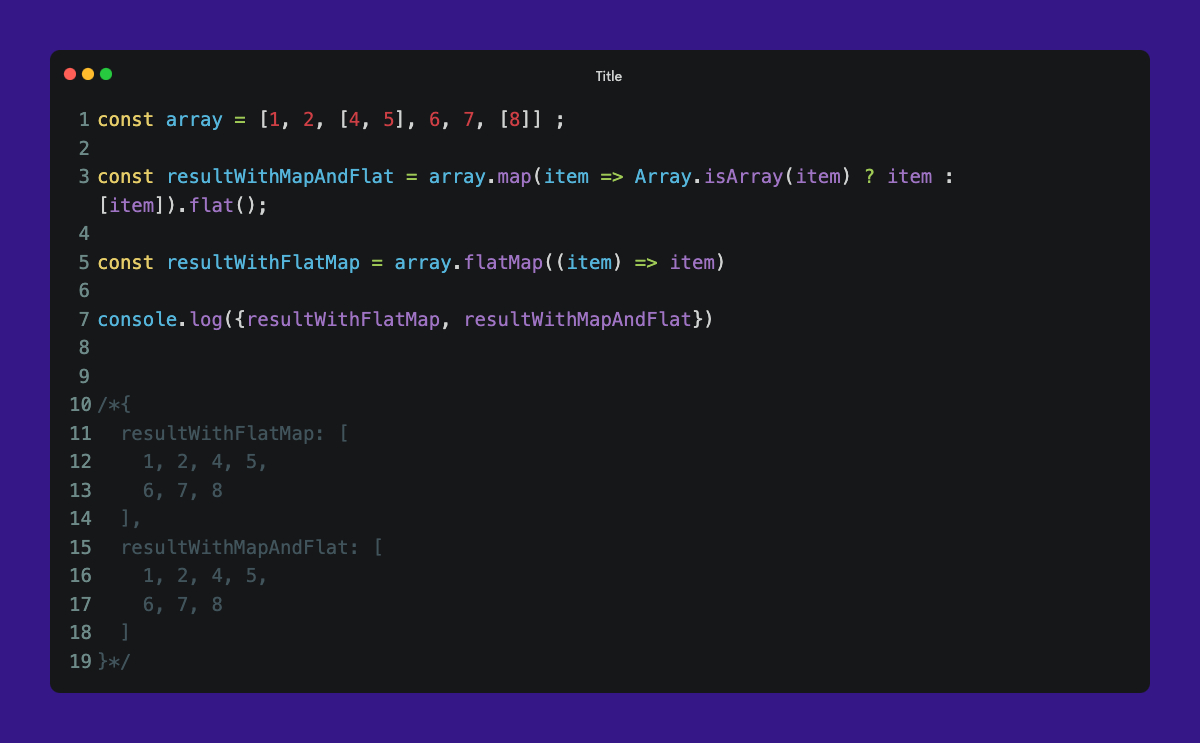 Title
1 const array = [1, 2, [4, 5], 6, 7, [8]] ;
2
3 const resultWithMapAndFlat = array.map(item => Array.isArray(item) ? item :
[item]).flat();
4
5 const resultWithFlatMap = array.flatMap((item) => item)
6
7 console.log({resultWithFlatMap, resultWithMapAndFlat})
8
9
10 /*{
11   resultWithFlatMap: [
12     1, 2, 4, 5,
13     6, 7, 8
14   ],
15   resultWithMapAndFlat: [
16     1, 2, 4, 5,
17     6, 7, 8
18   ]
19 }*/